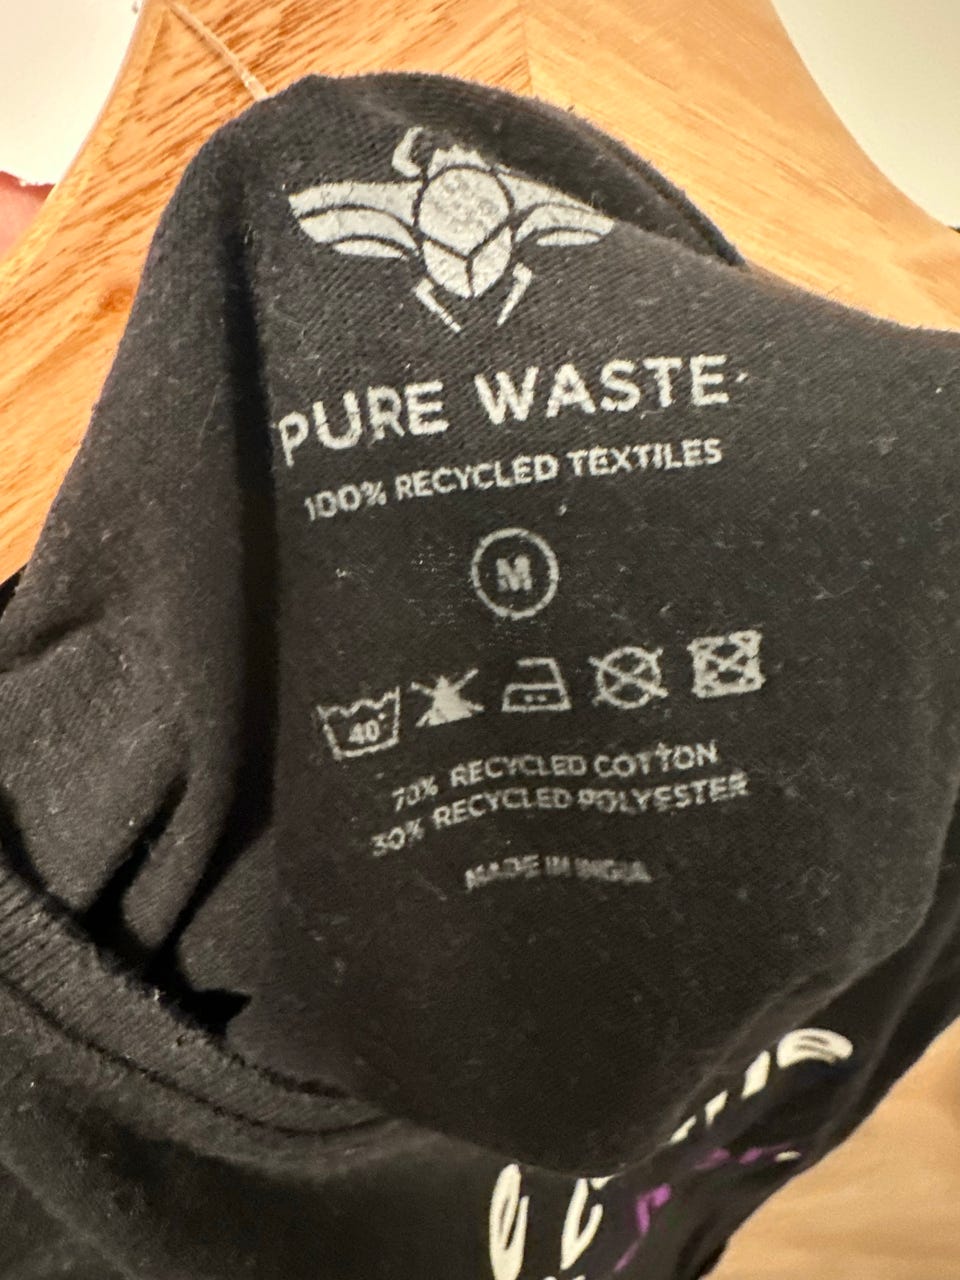 PURE WASTE
100% RECYCLED TEXTILES
M
40°
70% RECYCLED COTTON
30% RECYCLED POLYESTER
MADE IN INDIA